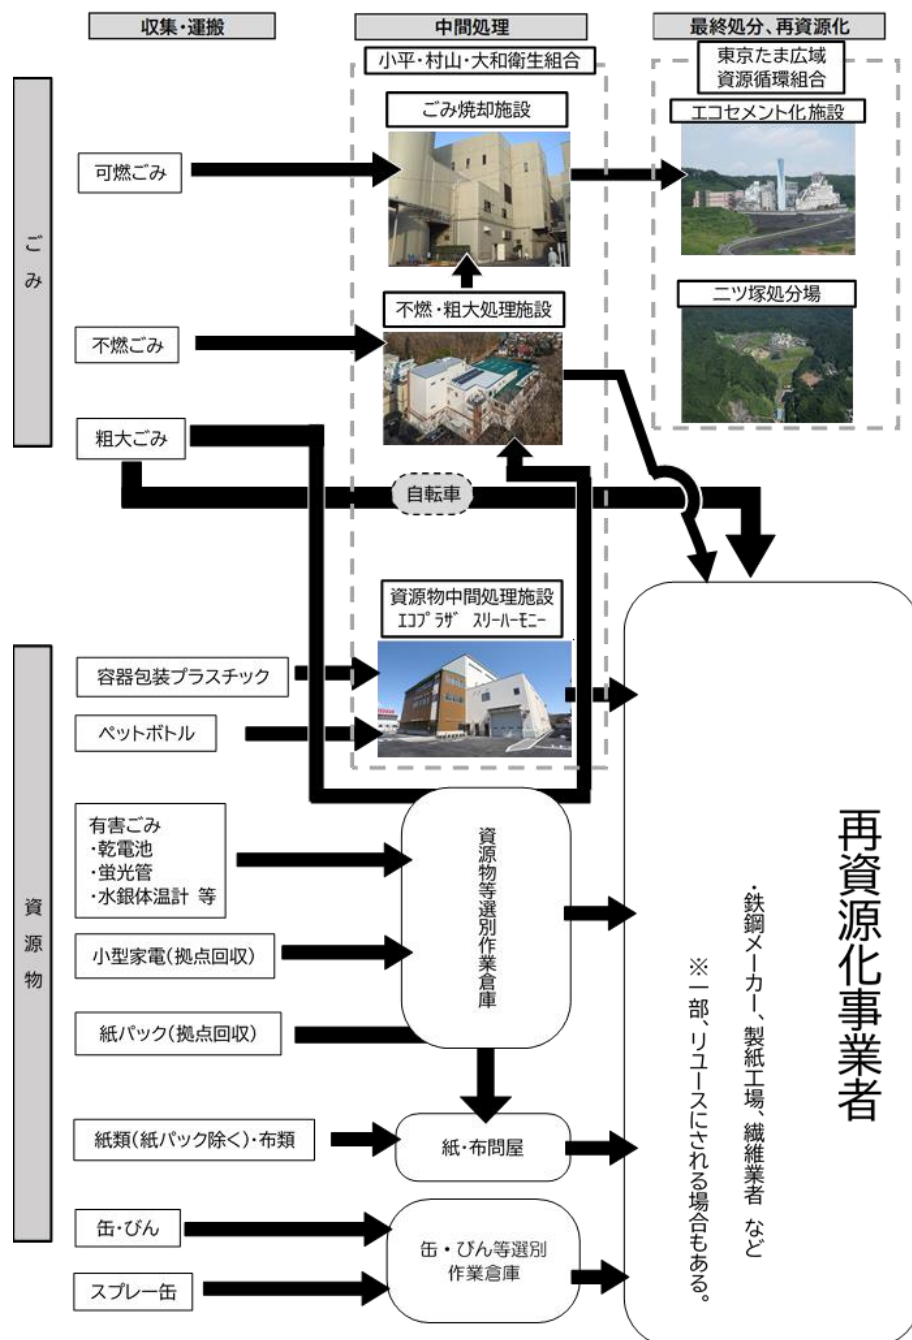 収集・運搬
中間処理
最終処分、再資源化
小平・村山・大和衛生組合
東京たま広域
資源循環組合
ごみ焼却施設
エコセメント化施設
可燃ごみ
ごみ
不燃・粗大処理施設
二ツ塚処分場
不燃ごみ
粗大ごみ
自転車
資源物中間処理施設
ｴｺﾌﾟﾗｻﾞ ｽﾘｰﾊｰﾓﾆｰ
容器包装プラスチック
ペットボトル
資源物
有害ごみ
・乾電池
・蛍光管
・水銀体温計 等
資源物等選別作業倉庫
小型家電(拠点回収)
紙パック(拠点回収)
紙類(紙パック除く)・布類
紙・布問屋
缶・びん
缶・びん等選別
作業倉庫
スプレー缶
再資源化事業者
・鉄鋼メーカー、製紙工場、繊維業者 など
※一部、リユースにされる場合もある。